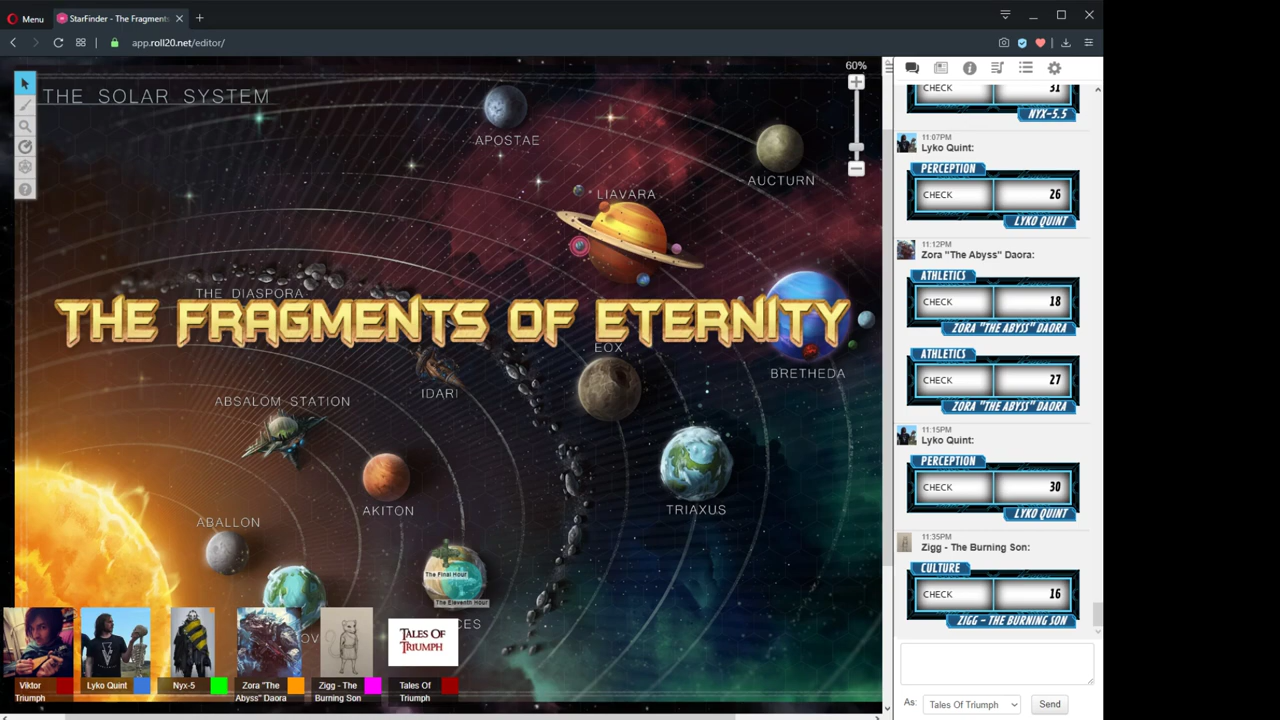 Menu
StarFinder - The Fragments
app.roll20.net/editor/
60%
THE SOLAR SYSTEM
APOSTAE
AUCTURN
LIAVARA
THE DIASPORA
THE FRAGMENTS OF ETERNITY
EOX
BRETHEDA
IDARI
ABSALOM STATION
AKITON
TRIAXUS
ABALLON
The Final Hour
The Eleventh Hour
TALES OF
TRIUMPH
Viktor
Triumph
Lyko Quint
Nyx-5
Zora "The
Abyss" Daora
Zigg - The
Burning Son
Tales Of
Triumph
CHECK 31
NYX-5.5
11:07PM
Lyko Quint:
PERCEPTION
CHECK 26
LYKO QUINT
11:12PM
Zora "The Abyss" Daora:
ATHLETICS
CHECK 18
ZORA "THE ABYSS" DAORA
ATHLETICS
CHECK 27
ZORA "THE ABYSS" DAORA
11:15PM
Lyko Quint:
PERCEPTION
CHECK 30
LYKO QUINT
11:35PM
Zigg - The Burning Son:
CULTURE
CHECK 16
ZIGG - THE BURNING SON
As:
Tales Of Triumph
Send